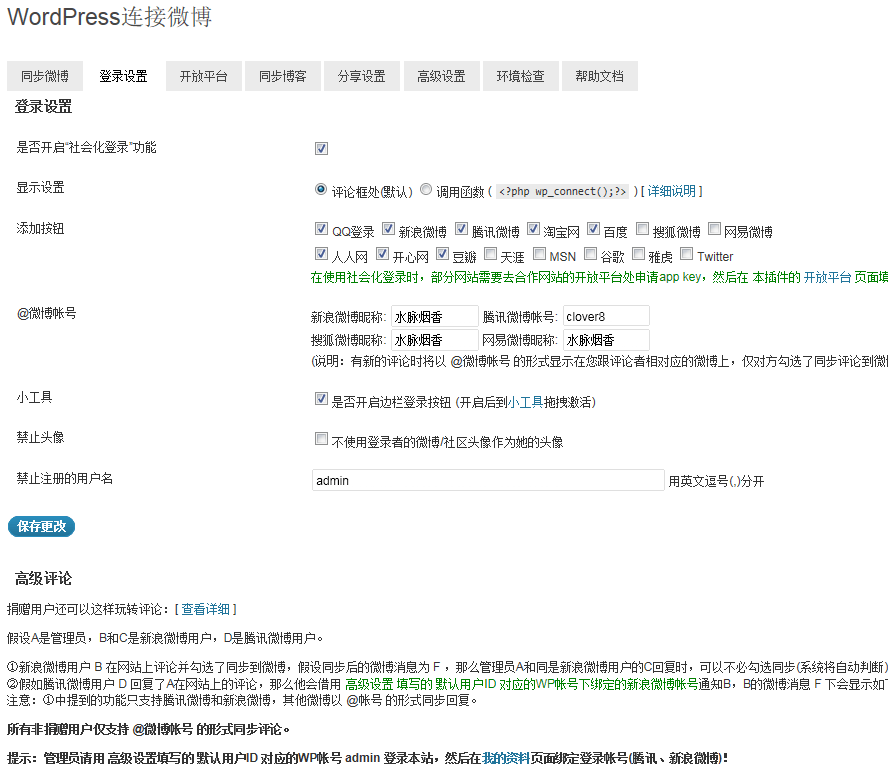 WordPress连接微博
同步微博 登录设置 开放平台 同步博客 分享设置 高级设置 环境检查 帮助文档
登录设置
是否开启“社会化登录”功能
显示设置 评论框处(默认) 调用函数 ( <?php wp_connect();?> ) [ 详细说明 ]
添加按钮 QQ登录 新浪微博 腾讯微博 淘宝网 百度 搜狐微博 网易微博
人人网 开心网 豆瓣 天涯 MSN 谷歌 雅虎 Twitter
在使用社会化登录时，部分网站需要去合作网站的开放平台处申请app key，然后在 本插件的 开放平台 页面填
@微博帐号 新浪微博昵称: 水脉烟香 腾讯微博帐号: clover8
搜狐微博昵称: 水脉烟香 网易微博昵称: 水脉烟香
(说明：有新的评论时将以 @微博帐号 的形式显示在您跟评论者相对应的微博上，仅对方勾选了同步评论到微
小工具 是否开启边栏登录按钮 (开启后到小工具拖拽激活)
禁止头像 不使用登录者的微博/社区头像作为她的头像
禁止注册的用户名 admin 用英文逗号(,)分开
保存更改
高级评论
捐赠用户还可以这样玩转评论：[ 查看详细 ]
假设A是管理员，B和C是新浪微博用户，D是腾讯微博用户。
①新浪微博用户 B 在网站上评论并勾选了同步到微博，假设同步后的微博消息为 F ，那么管理员A和同是新浪微博用户的C回复时，可以不必勾选同步(系统将自动判断)
②假如腾讯微博用户 D 回复了A在网站上的评论，那么他会借用 高级设置 填写的 默认用户ID 对应的WP帐号下绑定的新浪微博帐号通知B，B的微博消息 F 下会显示如
注意：①中提到的功能只支持腾讯微博和新浪微博，其他微博以 @帐号 的形式同步回复。
所有非捐赠用户仅支持 @微博帐号 的形式同步评论。
提示：管理员请用 高级设置填写的 默认用户ID 对应的WP帐号 admin 登录本站，然后在我的资料页面绑定登录帐号(腾讯、新浪微博)！